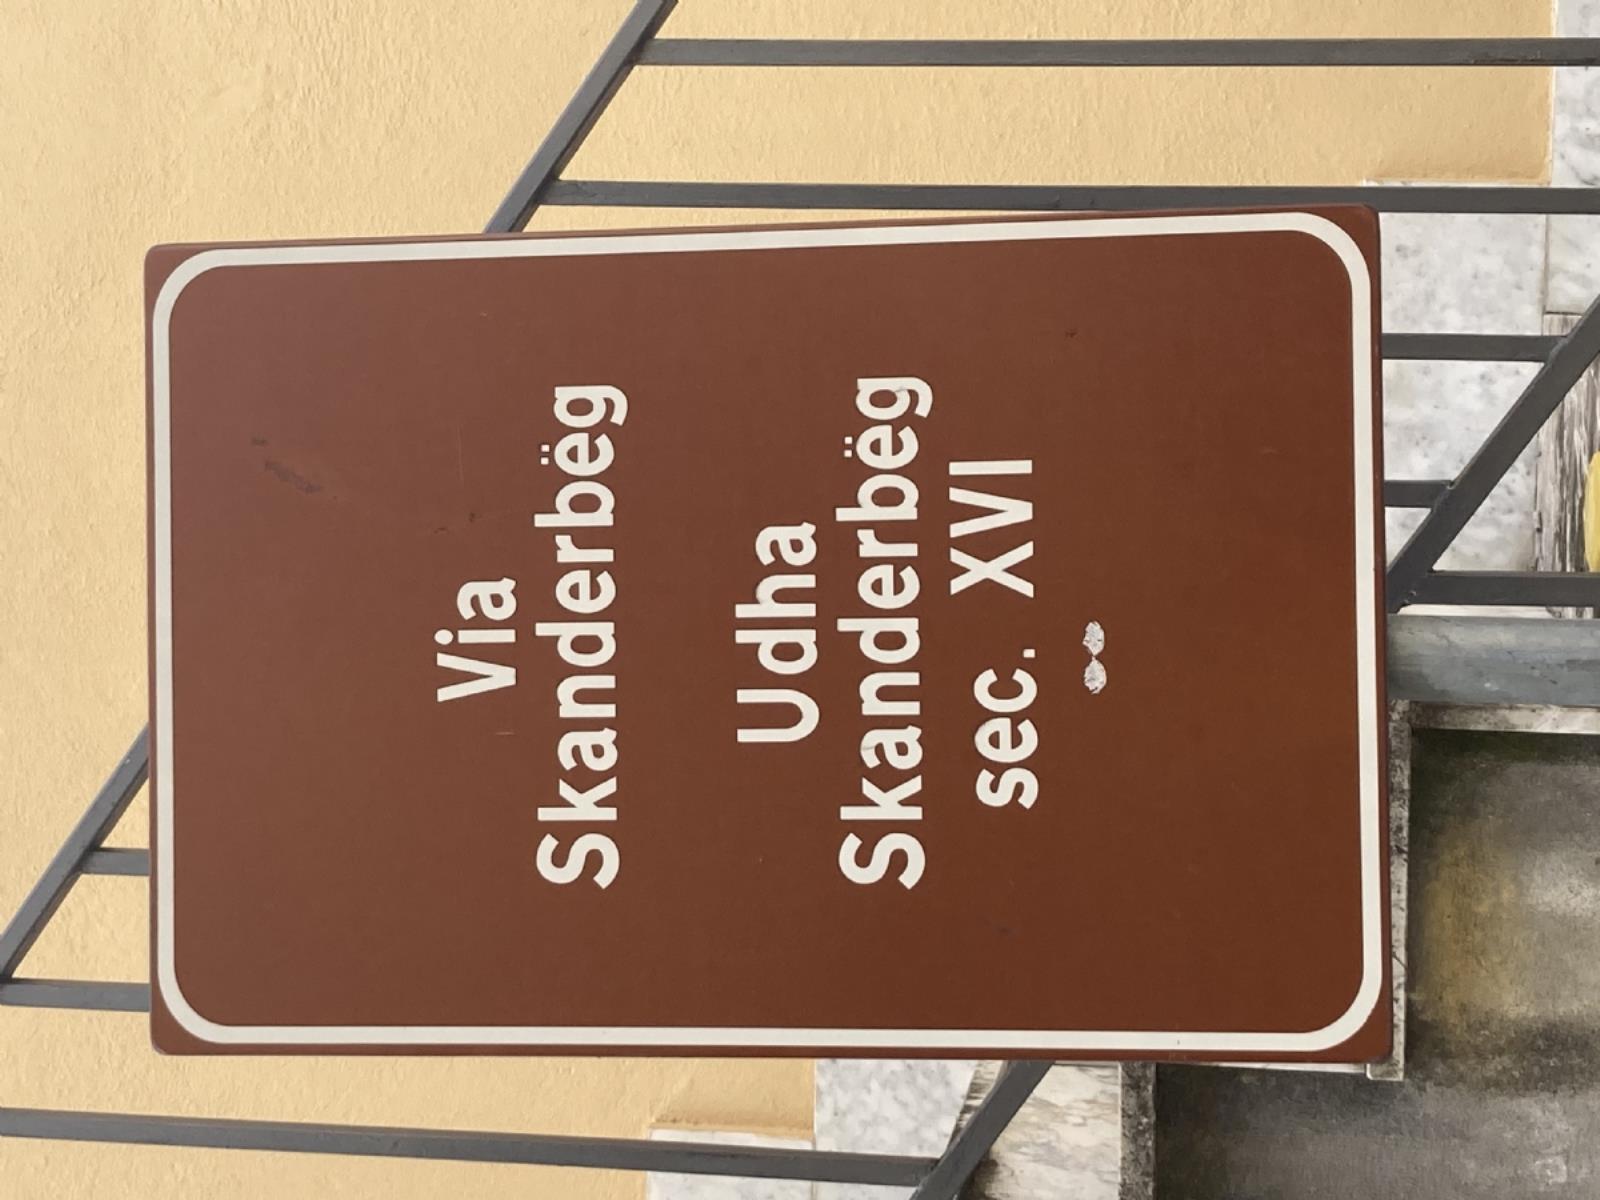 Via
Skanderbëg
Udha
Skanderbëg
sec. XVI